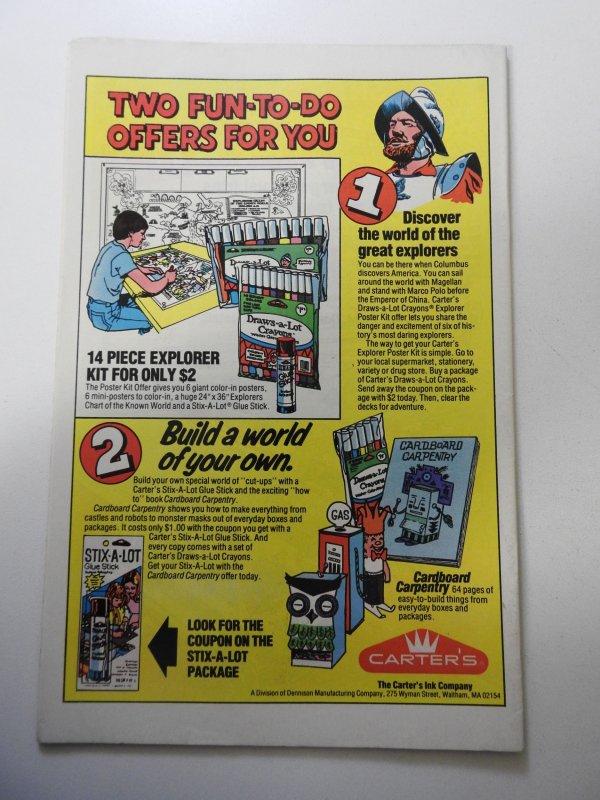 TWO FUN-TO-DO
OFFERS FOR YOU
1
Discover
the world of the
great explorers
You can be there when Columbus
discovers America. You can sail
around the world with Magellan
and stand with Marco Polo before
the Emperor of China. Carter's
Draws-a-Lot Crayons® Explorer
Poster Kit offer lets you share the
danger and excitement of six of his-
tory's most daring explorers.
The way to get your Carter's
Explorer Poster Kit is simple. Go to
your local supermarket, stationery,
variety or drug store. Buy a package
of Carter's Draws-a-Lot Crayons.
Send away the coupon on the pack-
age with $2 today. Then, clear the
decks for adventure.
Draws-a-Lot
Crayons
14 PIECE EXPLORER
KIT FOR ONLY $2
The Poster Kit Offer gives you 6 giant color-in posters,
6 mini-posters to color-in, a huge 24" x 36" Explorers
Chart of the Known World and a Stix-A-Lot® Glue Stick.
2
Build a world
of your own.
Build your own special world of "cut-ups" with a
Carter's Stix-A-Lot Glue Stick and the exciting "how
to" book Cardboard Carpentry.
Cardboard Carpentry shows you how to make everything from
castles and robots to monster masks out of everyday boxes and
packages. It costs only $1.00 with the coupon you get with a
Carter's Stix-A-Lot Glue Stick. And
every copy comes with a set of
Carter's Draws-a-Lot Crayons.
Get your Stix-A-Lot with the
Cardboard Carpentry offer today.
STIX-A-LOT
Glue Stick
LOOK FOR THE
COUPON ON THE
STIX-A-LOT
PACKAGE
Draws-a-Lot
Crayons
GAS
CARDBOARD
CARPENTRY
Cardboard
Carpentry 64 pages of
easy-to-build things from
everyday boxes and
packages.
CARTER'S
The Carter's Ink Company
A Division of Dennison Manufacturing Company, 275 Wyman Street, Waltham, MA 02154